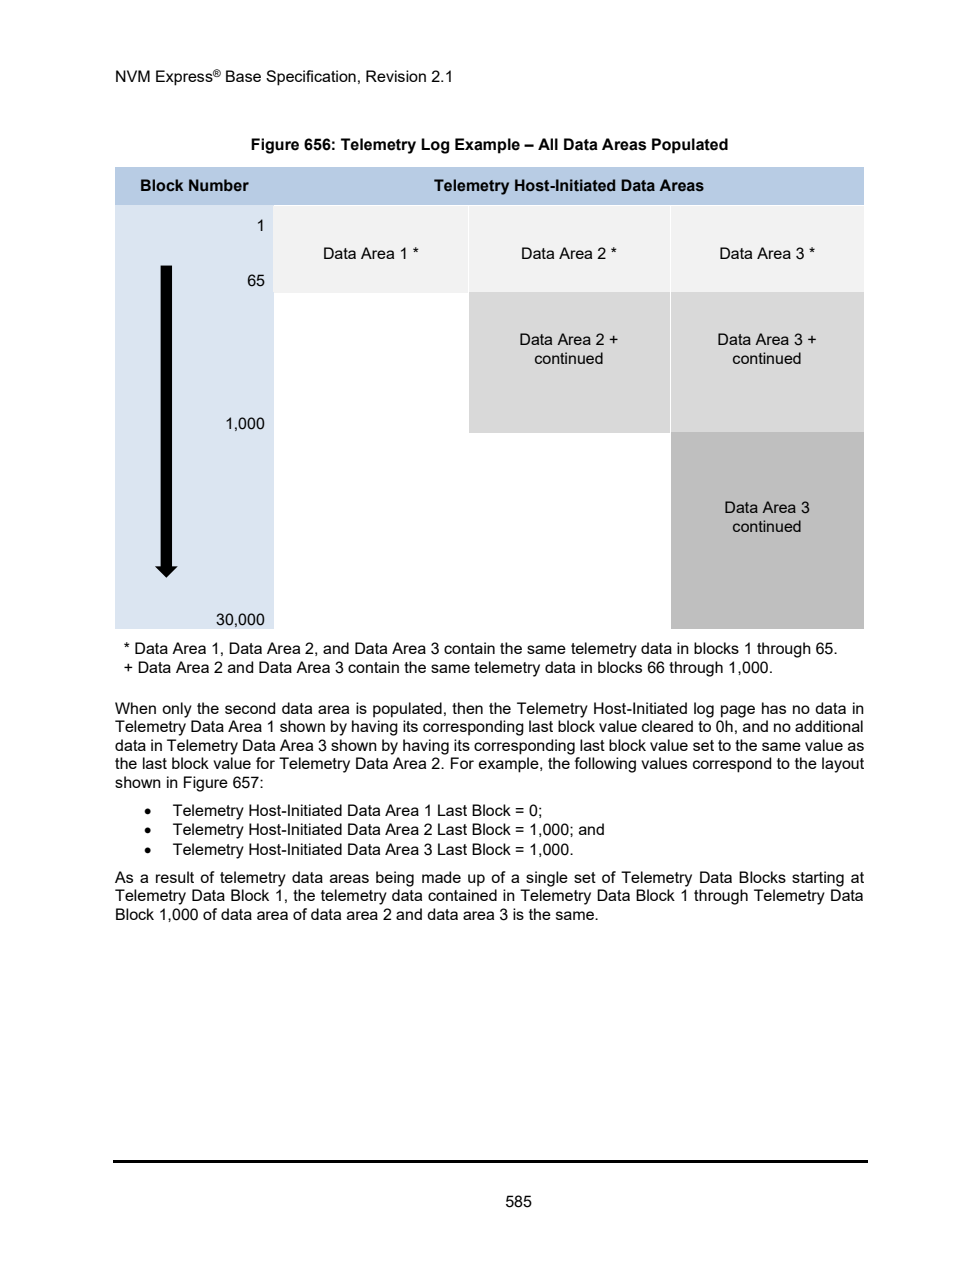 NVM Express® Base Specification, Revision 2.1
Figure 656: Telemetry Log Example – All Data Areas Populated
Block Number
Telemetry Host-Initiated Data Areas
1
Data Area 1 *
Data Area 2 *
Data Area 3 *
65
Data Area 2 +
continued
Data Area 3 +
continued
1,000
Data Area 3
continued
30,000
* Data Area 1, Data Area 2, and Data Area 3 contain the same telemetry data in blocks 1 through 65.
+ Data Area 2 and Data Area 3 contain the same telemetry data in blocks 66 through 1,000.
When only the second data area is populated, then the Telemetry Host-Initiated log page has no data in
Telemetry Data Area 1 shown by having its corresponding last block value cleared to 0h, and no additional
data in Telemetry Data Area 3 shown by having its corresponding last block value set to the same value as
the last block value for Telemetry Data Area 2. For example, the following values correspond to the layout
shown in Figure 657:
• Telemetry Host-Initiated Data Area 1 Last Block = 0;
• Telemetry Host-Initiated Data Area 2 Last Block = 1,000; and
• Telemetry Host-Initiated Data Area 3 Last Block = 1,000.
As a result of telemetry data areas being made up of a single set of Telemetry Data Blocks starting at
Telemetry Data Block 1, the telemetry data contained in Telemetry Data Block 1 through Telemetry Data
Block 1,000 of data area of data area 2 and data area 3 is the same.
585